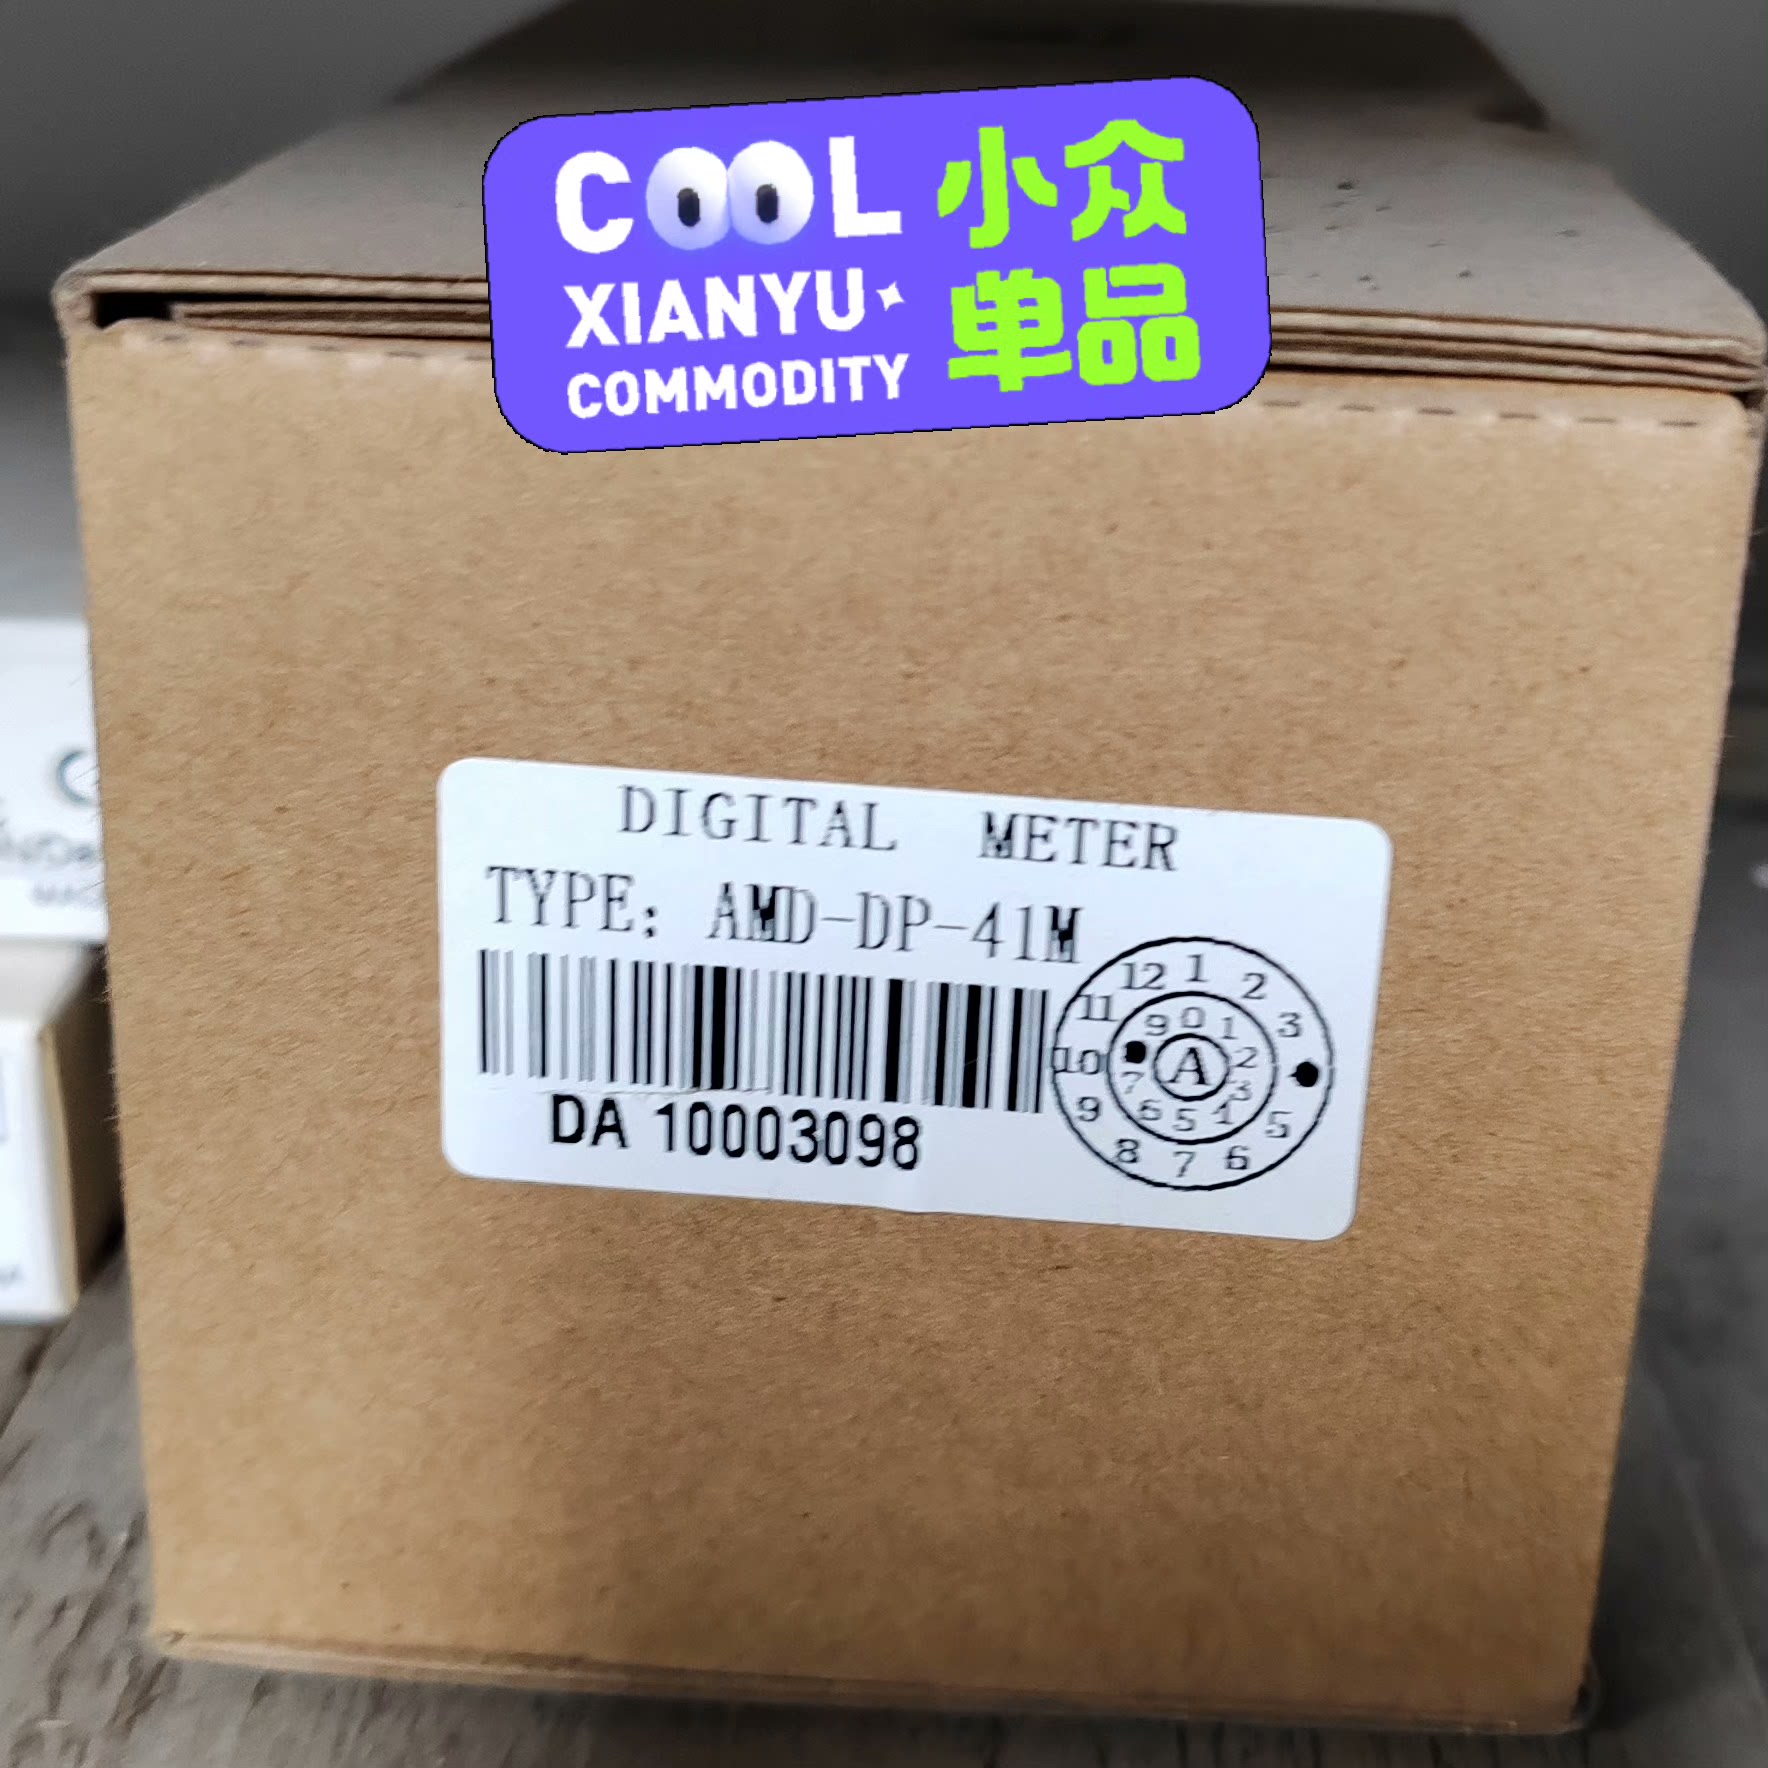 COOL 小众
XIANYU 单品
COMMODITY
DIGITAL METER
TYPE: AMD-DP-41M
DA 10003098
12 1 2 3 5 6 7 8 9 10 11
9 0 1 2 3 4 5 6 7
A